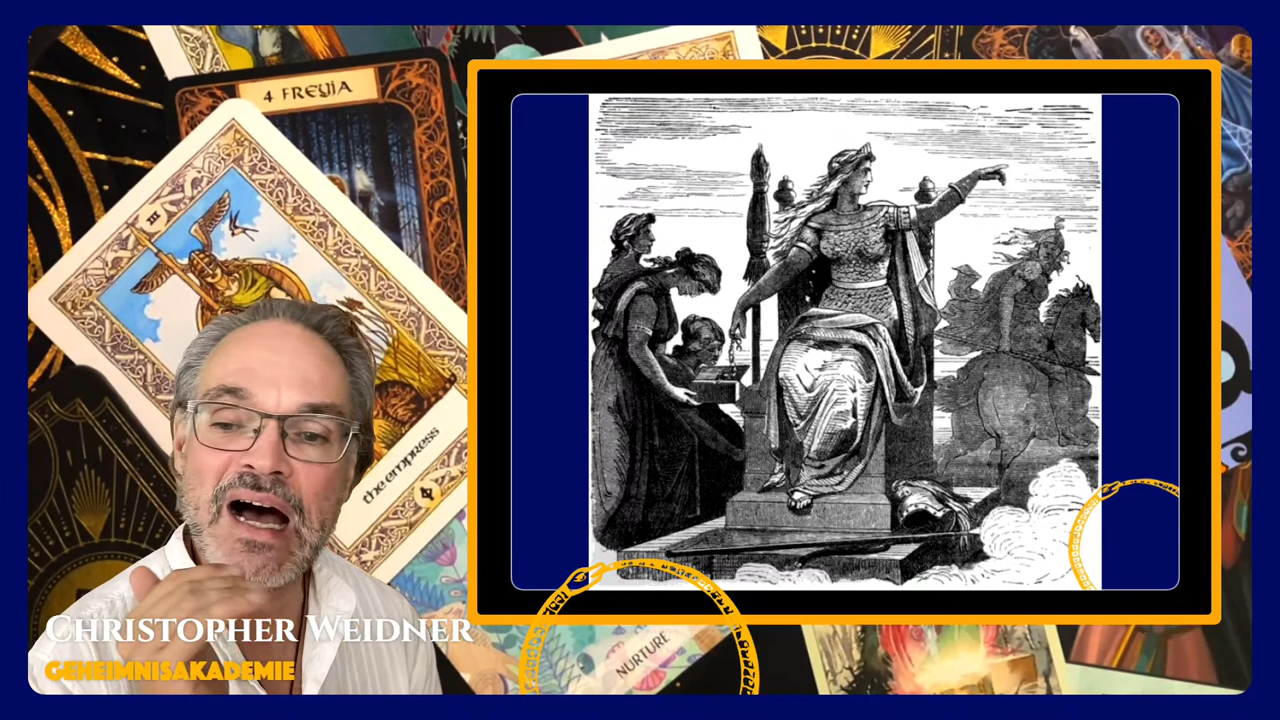 4 FREYJA
III
the empress
NURTURE
CHRISTOPHER WEIDNER
GEHEIMNISAKADEMIE